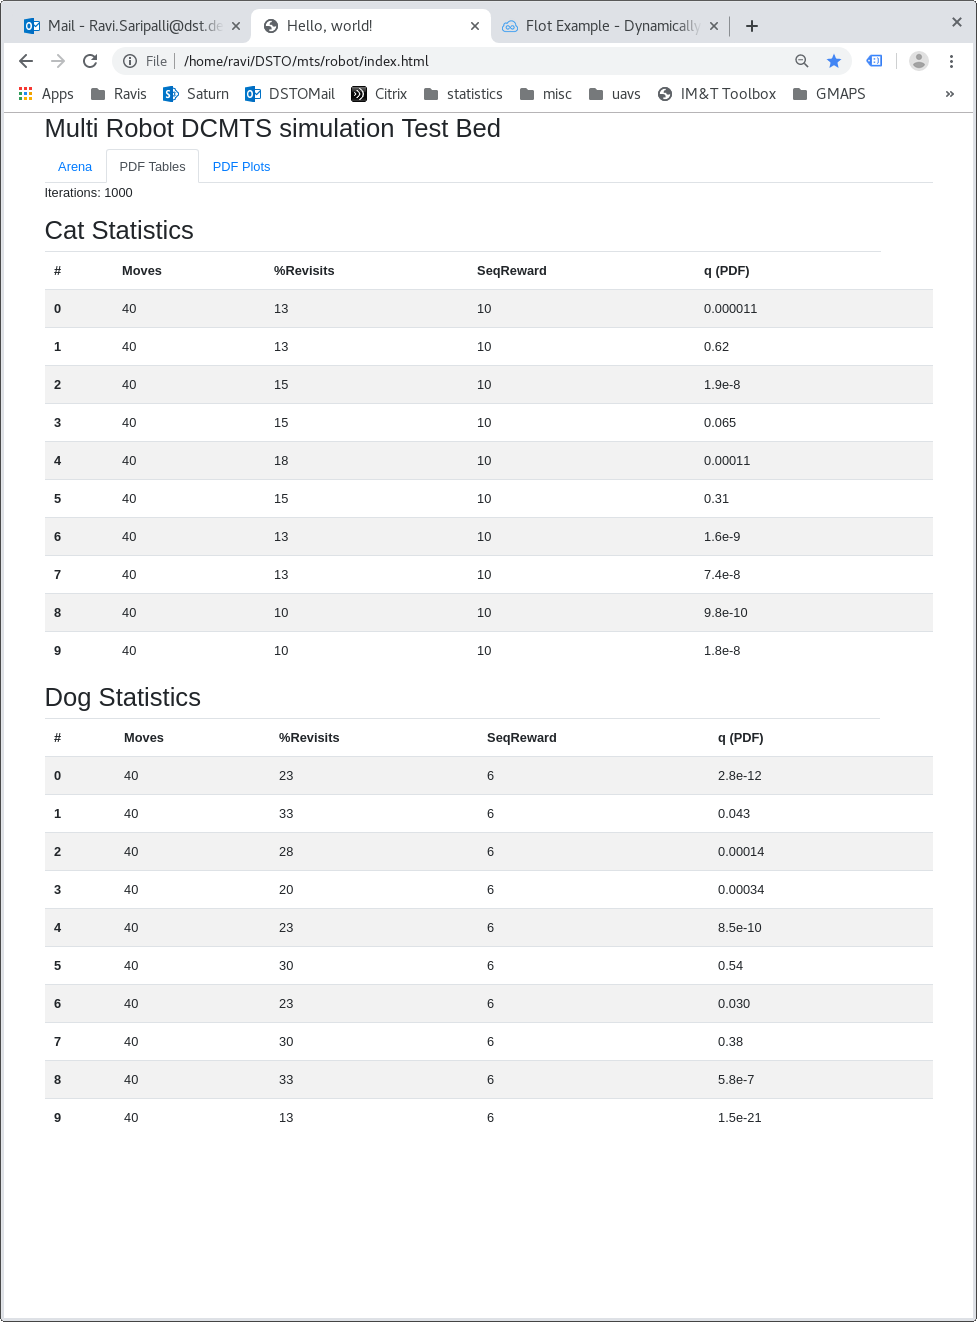 Mail - Ravi.Saripalli@dst.de Hello, world! Flot Example - Dynamically
File /home/ravi/DSTO/mts/robot/index.html
Apps Ravis Saturn DSTOMail Citrix statistics misc uavs IM&T Toolbox GMAPS »
Multi Robot DCMTS simulation Test Bed
Arena PDF Tables PDF Plots
Iterations: 1000
Cat Statistics
# Moves %Revisits SeqReward q (PDF)
0 40 13 10 0.000011
1 40 13 10 0.62
2 40 15 10 1.9e-8
3 40 15 10 0.065
4 40 18 10 0.00011
5 40 15 10 0.31
6 40 13 10 1.6e-9
7 40 13 10 7.4e-8
8 40 10 10 9.8e-10
9 40 10 10 1.8e-8
Dog Statistics
# Moves %Revisits SeqReward q (PDF)
0 40 23 6 2.8e-12
1 40 33 6 0.043
2 40 28 6 0.00014
3 40 20 6 0.00034
4 40 23 6 8.5e-10
5 40 30 6 0.54
6 40 23 6 0.030
7 40 30 6 0.38
8 40 33 6 5.8e-7
9 40 13 6 1.5e-21